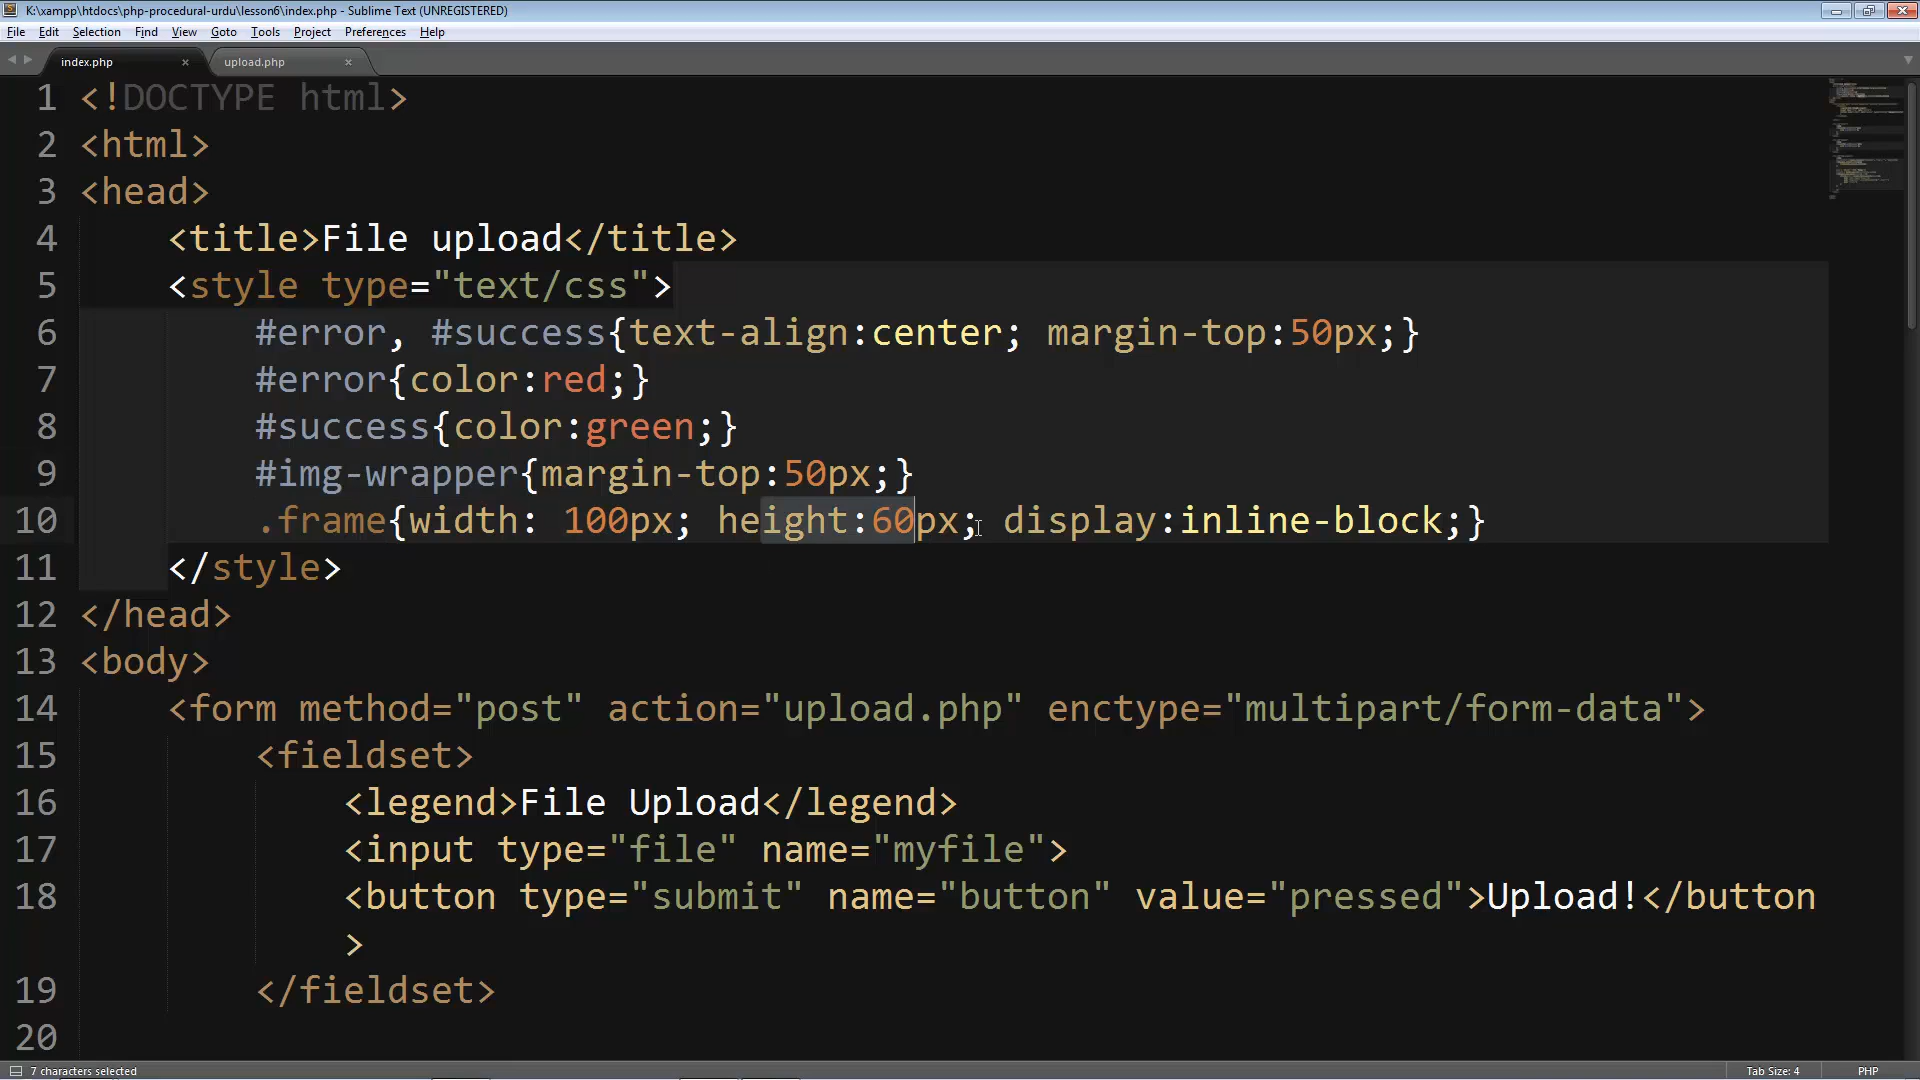 K:\xampp\htdocs\php-procedural-urdu\lesson6\index.php - Sublime Text (UNREGISTERED)
File Edit Selection Find View Goto Tools Project Preferences Help
index.php upload.php
1 <!DOCTYPE html>
2 <html>
3 <head>
4 <title>File upload</title>
5 <style type="text/css">
6 #error, #success{text-align:center; margin-top:50px;}
7 #error{color:red;}
8 #success{color:green;}
9 #img-wrapper{margin-top:50px;}
10 .frame{width: 100px; height:60px; display:inline-block;}
11 </style>
12 </head>
13 <body>
14 <form method="post" action="upload.php" enctype="multipart/form-data">
15 <fieldset>
16 <legend>File Upload</legend>
17 <input type="file" name="myfile">
18 <button type="submit" name="button" value="pressed">Upload!</button
>
19 </fieldset>
20
7 characters selected Tab Size: 4 PHP